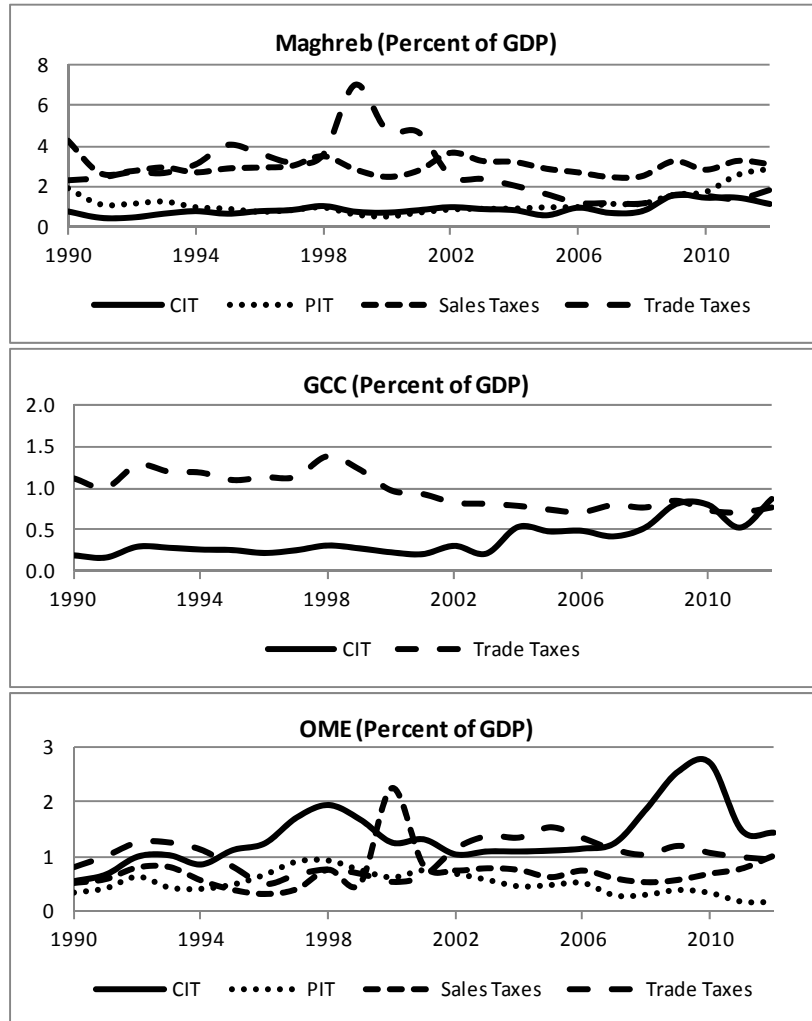 Maghreb (Percent of GDP)
8
6
4
2
0
1990 1994 1998 2002 2006 2010
CIT PIT Sales Taxes Trade Taxes
GCC (Percent of GDP)
2.0
1.5
1.0
0.5
0.0
1990 1994 1998 2002 2006 2010
CIT Trade Taxes
OME (Percent of GDP)
3
2
1
0
1990 1994 1998 2002 2006 2010
CIT PIT Sales Taxes Trade Taxes